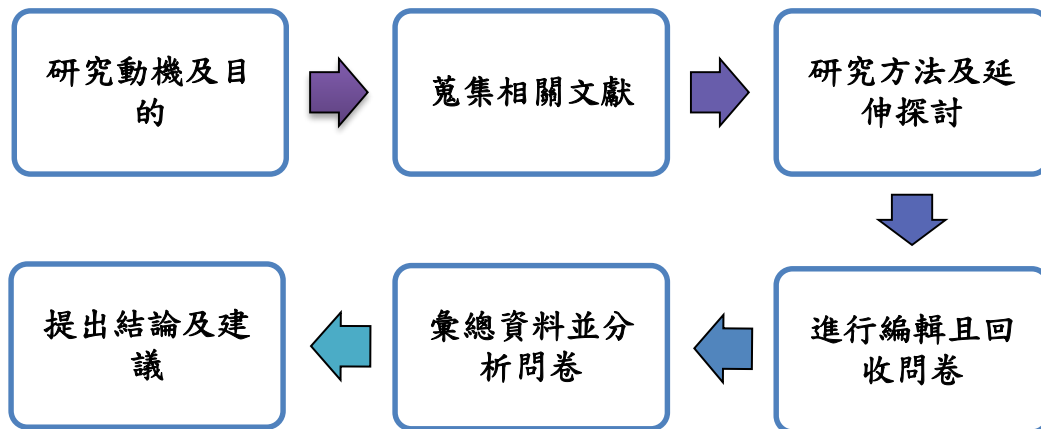 研究動機及目
的
蒐集相關文獻
研究方法及延
伸探討
進行編輯且回
收問卷
彙總資料並分
析問卷
提出結論及建
議